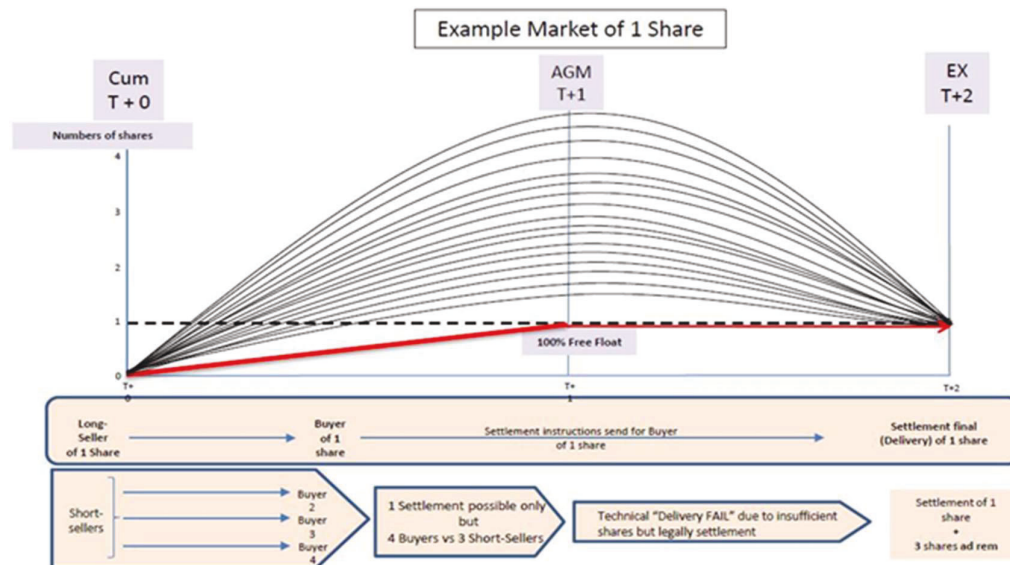 Example Market of 1 Share
Cum
T + 0
AGM
T+1
EX
T+2
Numbers of shares
4
3
2
1
0
100% Free Float
T+
0
T+
1
T+2
Long-
Seller
of 1 Share
Buyer
of 1
share
Settlement instructions send for Buyer
of 1 share
Settlement final
(Delivery) of 1 share
Short-
sellers
Buyer
2
Buyer
3
Buyer
4
1 Settlement possible only
but
4 Buyers vs 3 Short-Sellers
Technical "Delivery FAIL" due to insufficient
shares but legally settlement
Settlement of 1
share
+
3 shares ad rem